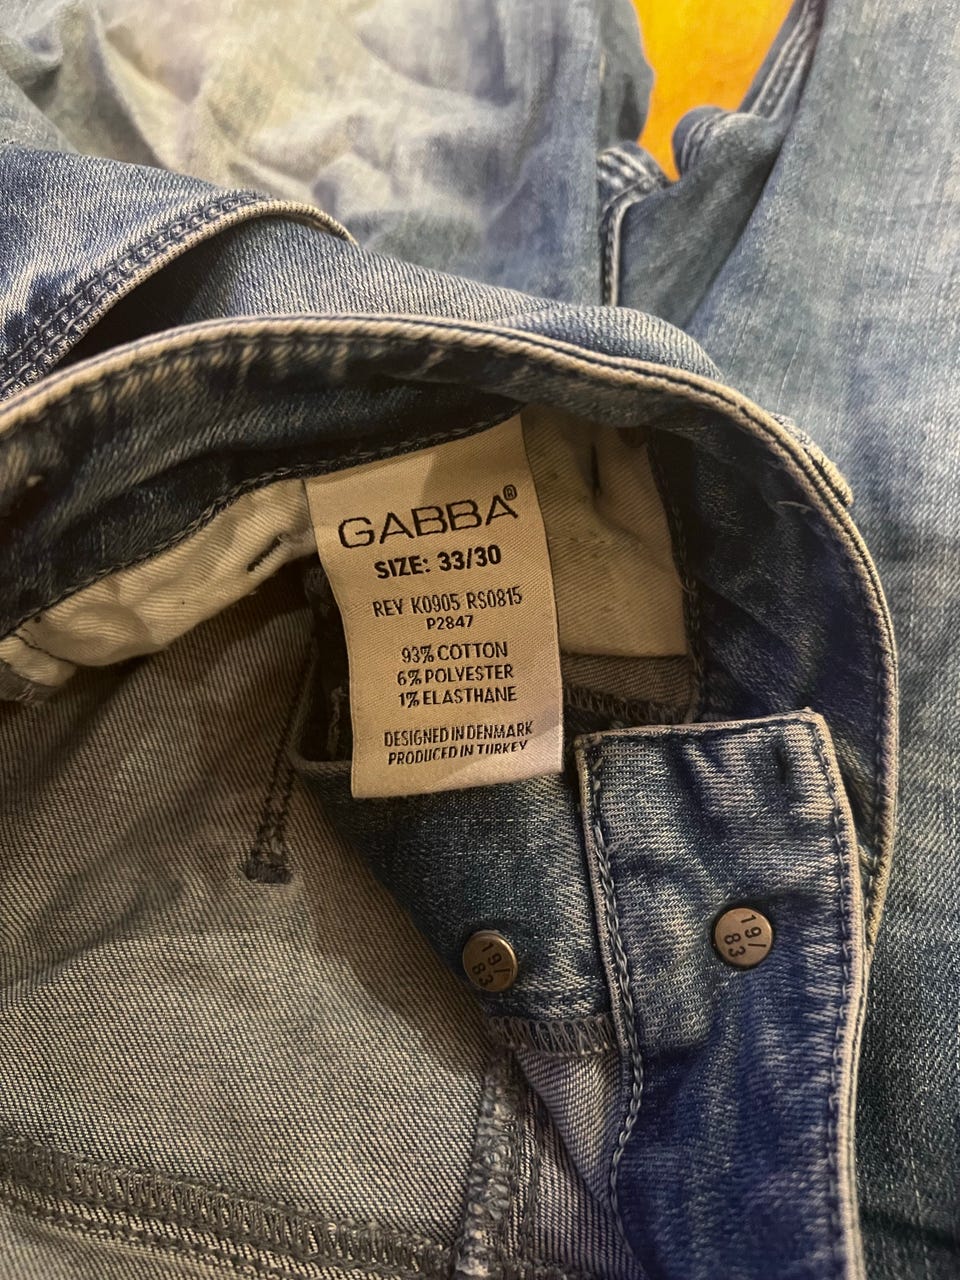 GABBA®
SIZE: 33/30
REY K0905 RS0815
P2847
93% COTTON
6% POLYESTER
1% ELASTHANE
DESIGNED IN DENMARK
PRODUCED IN TURKEY
19/
83
19/
83